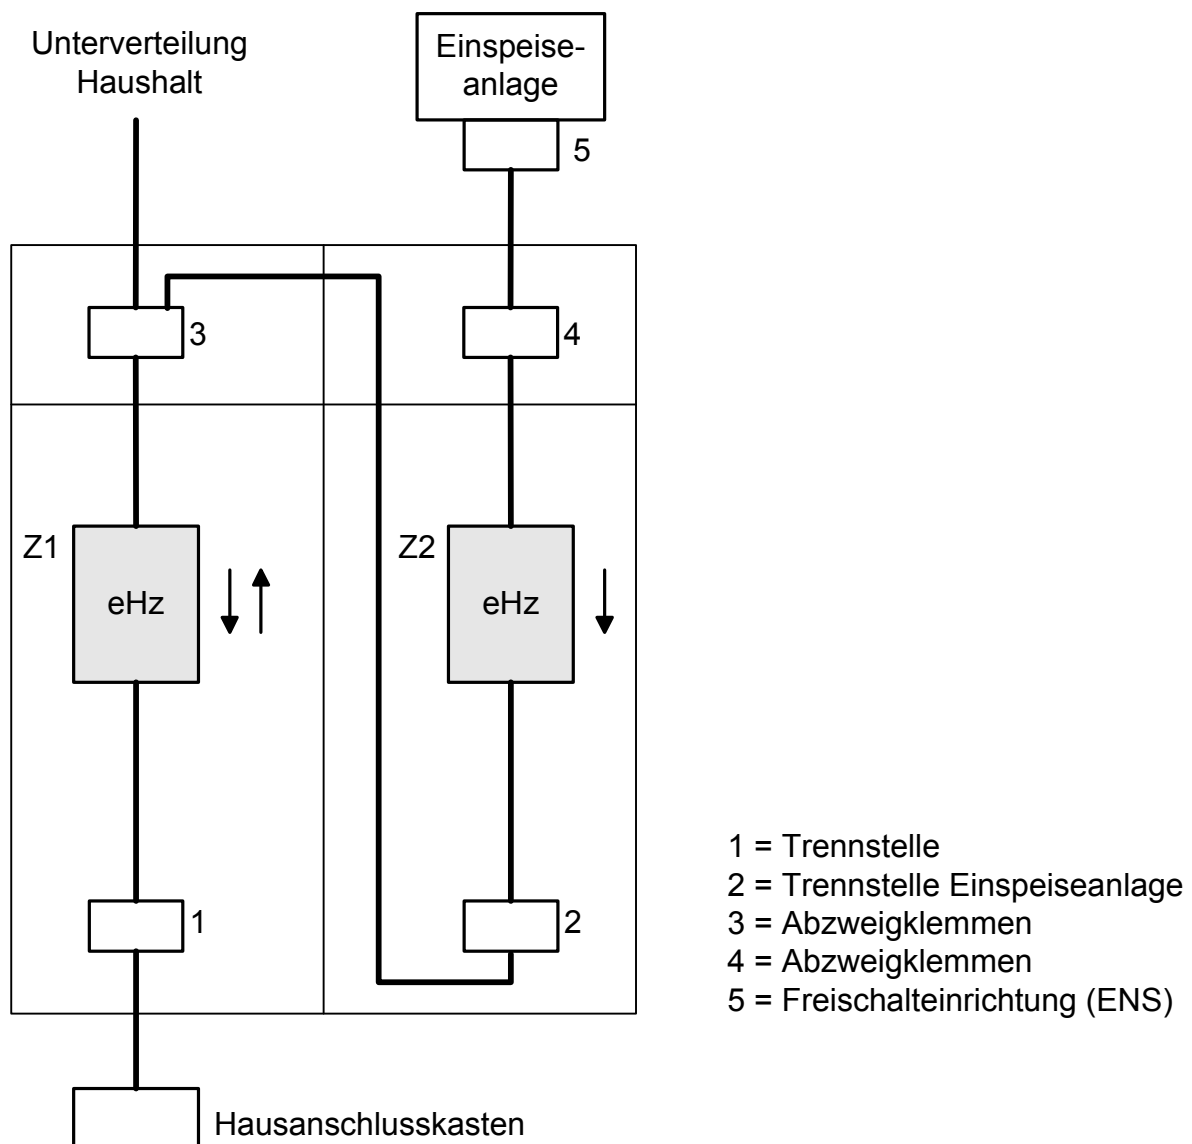 Unterverteilung
Haushalt
Einspeise-
anlage
5
3
4
Z1
eHz
Z2
eHz
1
2
1 = Trennstelle
2 = Trennstelle Einspeiseanlage
3 = Abzweigklemmen
4 = Abzweigklemmen
5 = Freischalteinrichtung (ENS)
Hausanschlusskasten